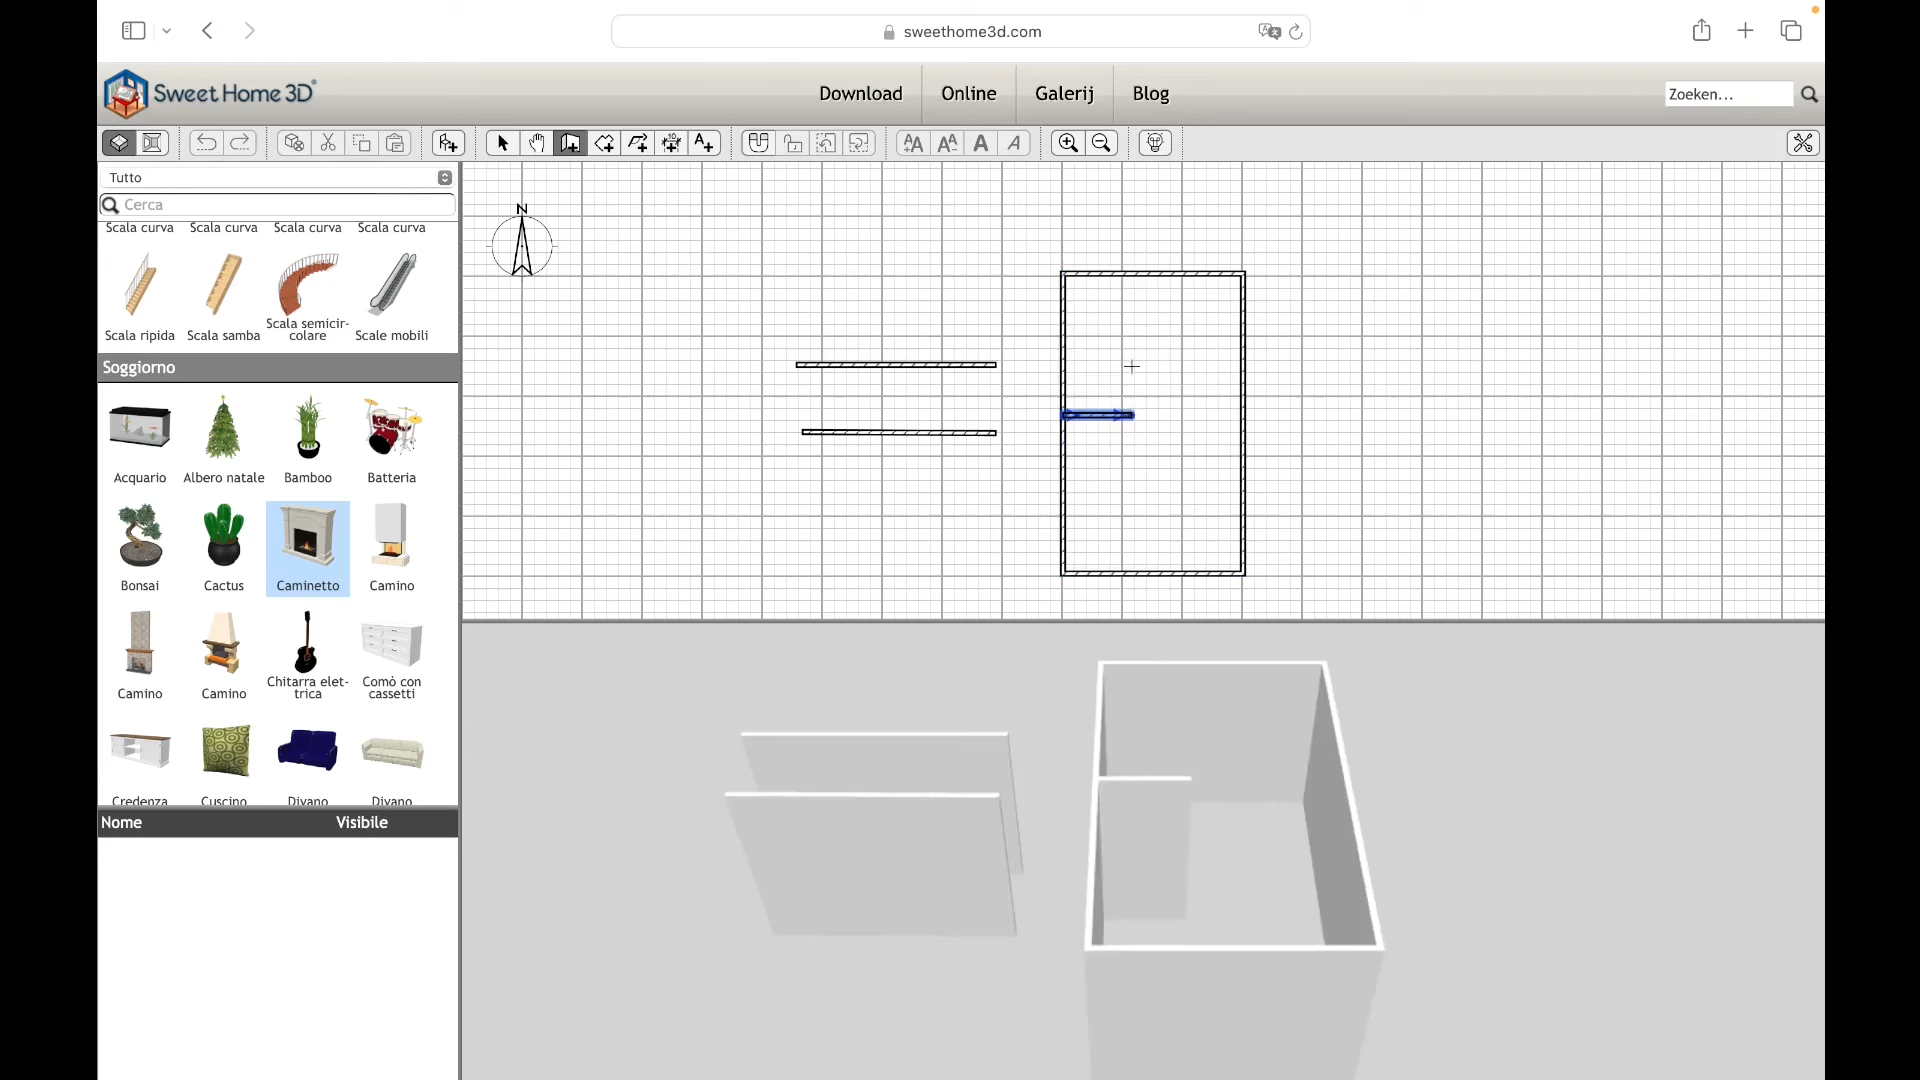 sweethome3d.com
Sweet Home 3D®
Download
Online
Galerij
Blog
Zoeken...
Tutto
Cerca
Scala curva Scala curva Scala curva Scala curva
Scala ripida
Scala samba
Scala semicir-
colare
Scale mobili
Soggiorno
Acquario
Albero natale
Bamboo
Batteria
Bonsai
Cactus
Caminetto
Camino
Camino
Camino
Chitarra elet-
trica
Comò con
cassetti
Credenza
Cuscino
Divano
Divano
Nome
Visibile
N